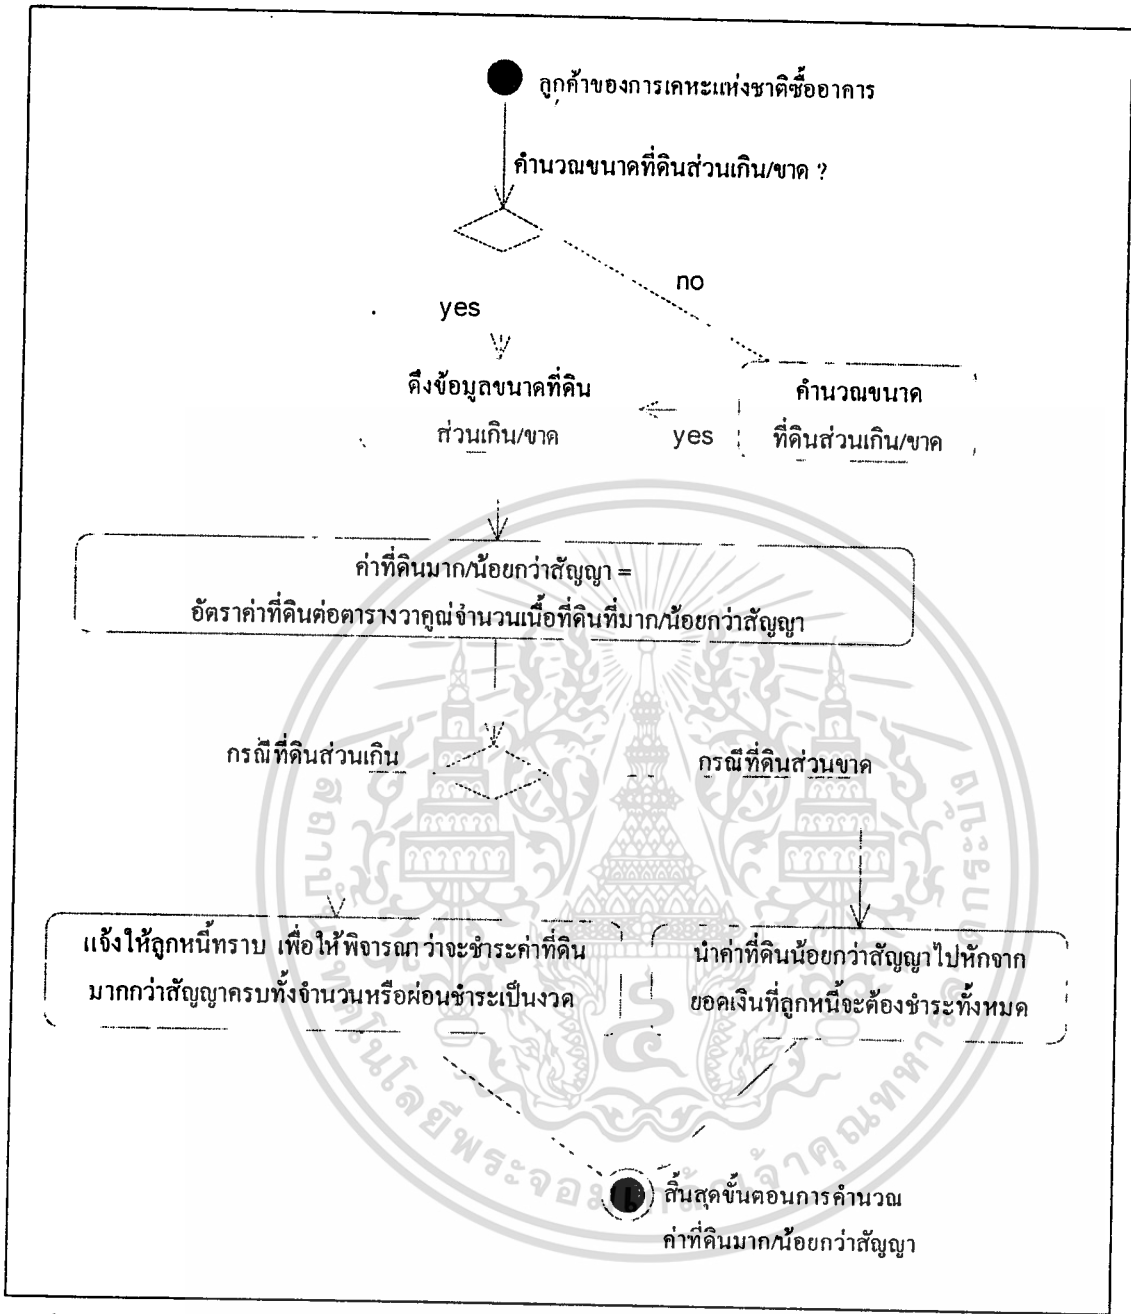 ลูกค้าของการเคหะแห่งชาติซื้ออาคาร
คำนวณขนาดที่ดินส่วนเกิน/ขาด ?
no
yes
ดึงข้อมูลขนาดที่ดิน
ส่วนเกิน/ขาด
yes
คำนวณขนาด
ที่ดินส่วนเกิน/ขาด
ค่าที่ดินมาก/น้อยกว่าสัญญา =
อัตราค่าที่ดินต่อตารางวาคูณ่จำนวนเนื้อที่ดินที่มาก/น้อยกว่าสัญญา
กรณีที่ดินส่วนเกิน
กรณีที่ดินส่วนขาด
แจ้งให้ลูกหนี้ทราบ เพื่อให้พิจารณาว่าจะชำระค่าที่ดิน
มากกว่าสัญญาครบทั้งจำนวนหรือผ่อนชำระเป็นงวด
นำค่าที่ดินน้อยกว่าสัญญาไปหักจาก
ยอดเงินที่ลูกหนี้จะต้องชำระทั้งหมด
สิ้นสุดขั้นตอนการคำนวณ
ค่าที่ดินมาก/น้อยกว่าสัญญา